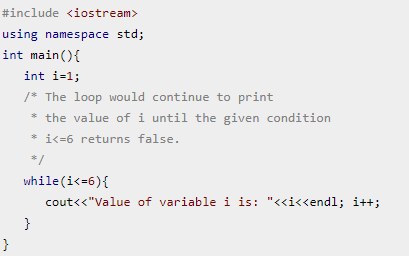 #include <iostream>
using namespace std;
int main(){
   int i=1;
   /* The loop would continue to print
    * the value of i until the given condition
    * i<=6 returns false.
    */
   while(i<=6){
      cout<<"Value of variable i is: "<<i<<endl; i++;
   }
}